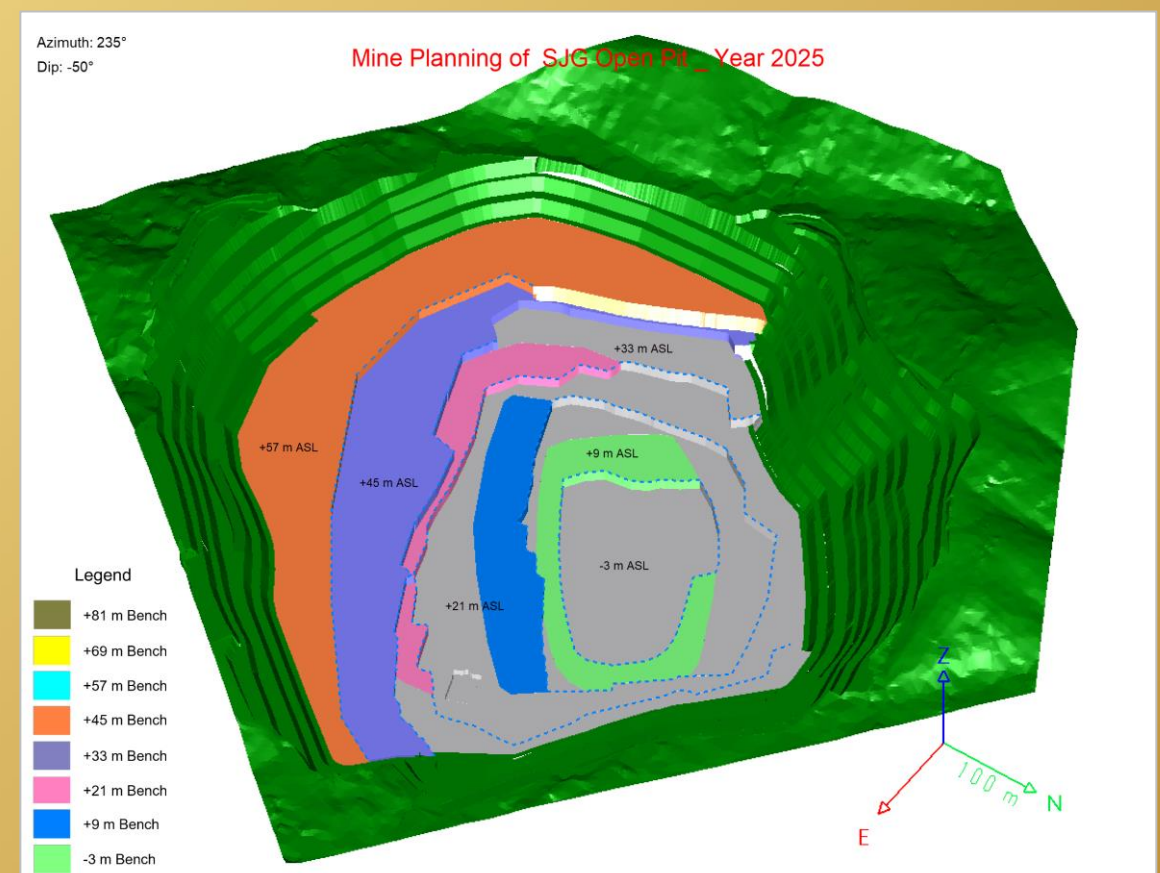 Azimuth: 235°
Dip: -50°
Mine Planning of SJG Open Pit _ Year 2025
+33 m ASL
+57 m ASL
+9 m ASL
+45 m ASL
-3 m ASL
+21 m ASL
Legend
+81 m Bench
+69 m Bench
+57 m Bench
+45 m Bench
+33 m Bench
+21 m Bench
+9 m Bench
-3 m Bench
Z
100 m
N
E